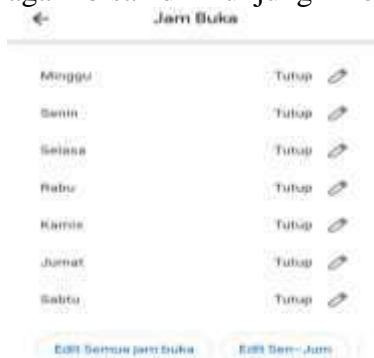 Jam Buka
Minggu Tutup
Senin Tutup
Selasa Tutup
Rabu Tutup
Kamis Tutup
Jumat Tutup
Sabtu Tutup
Edit Semua jam buka Edit Sen-Jum